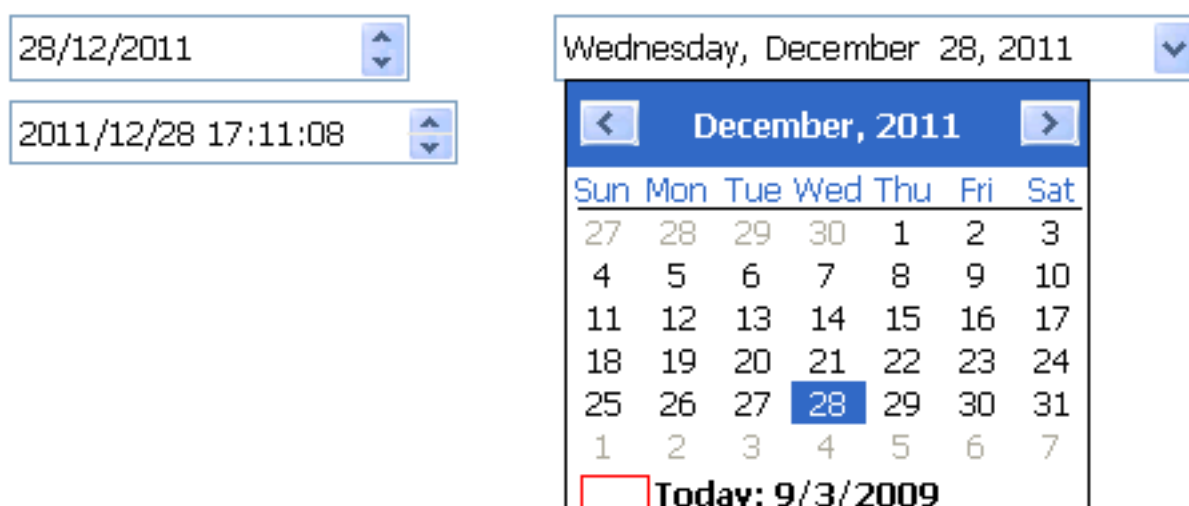 28/12/2011
2011/12/28 17:11:08
Wednesday, December 28, 2011
December, 2011
Sun Mon Tue Wed Thu Fri Sat
27 28 29 30 1 2 3
4 5 6 7 8 9 10
11 12 13 14 15 16 17
18 19 20 21 22 23 24
25 26 27 28 29 30 31
1 2 3 4 5 6 7
Today: 9/3/2009